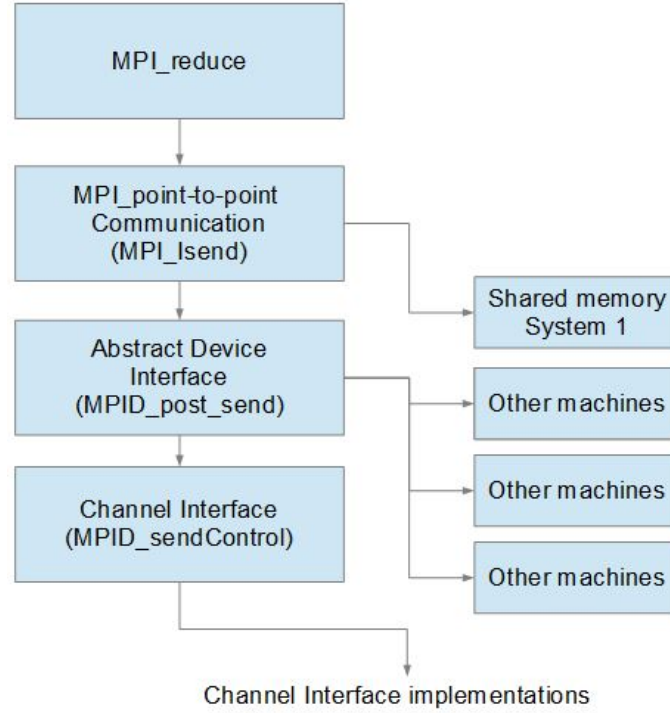 MPI_reduce
MPI_point-to-point
Communication
(MPI_Isend)
Shared memory
System 1
Abstract Device
Interface
(MPID_post_send)
Other machines
Other machines
Channel Interface
(MPID_sendControl)
Other machines
Channel Interface implementations